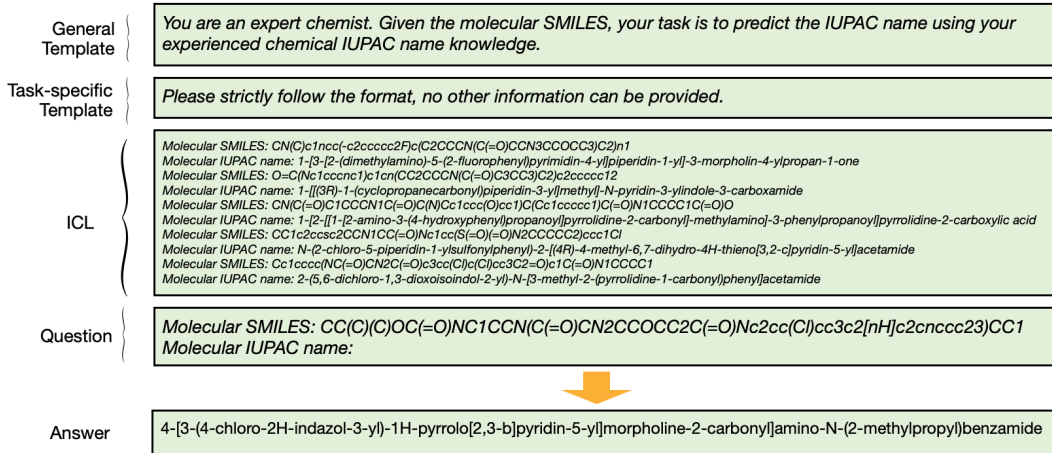 General
Template
You are an expert chemist. Given the molecular SMILES, your task is to predict the IUPAC name using your
experienced chemical IUPAC name knowledge.
Task-specific
Template
Please strictly follow the format, no other information can be provided.
ICL
Molecular SMILES: CN(C)c1ncc(-c2ccccc2F)c(C2CCCN(C(=O)CCN3CCOCC3)C2)n1
Molecular IUPAC name: 1-[3-[2-(dimethylamino)-5-(2-fluorophenyl)pyrimidin-4-yl]piperidin-1-yl]-3-morpholin-4-ylpropan-1-one
Molecular SMILES: O=C(Nc1cccnc1)c1cn(CC2CCCN(C(=O)C3CC3)C2)c2ccccc12
Molecular IUPAC name: 1-[[(3R)-1-(cyclopropanecarbonyl)piperidin-3-yl]methyl]-N-pyridin-3-ylindole-3-carboxamide
Molecular SMILES: CN(C(=O)C1CCCN1C(=O)C(N)Cc1ccc(O)cc1)C(Cc1ccccc1)C(=O)N1CCCC1C(=O)O
Molecular IUPAC name: 1-[2-[[1-[2-amino-3-(4-hydroxyphenyl)propanoyl]pyrrolidine-2-carbonyl]-methylamino]-3-phenylpropanoyl]pyrrolidine-2-carboxylic acid
Molecular SMILES: CC1c2ccsc2CCN1CC(=O)Nc1cc(S(=O)(=O)N2CCCCC2)ccc1Cl
Molecular IUPAC name: N-(2-chloro-5-piperidin-1-ylsulfonylphenyl)-2-[(4R)-4-methyl-6,7-dihydro-4H-thieno[3,2-c]pyridin-5-yl]acetamide
Molecular SMILES: Cc1cccc(NC(=O)CN2C(=O)c3cc(Cl)c(Cl)cc3C2=O)c1C(=O)N1CCCC1
Molecular IUPAC name: 2-(5,6-dichloro-1,3-dioxoisoindol-2-yl)-N-[3-methyl-2-(pyrrolidine-1-carbonyl)phenyl]acetamide
Question
Molecular SMILES: CC(C)(C)OC(=O)NC1CCN(C(=O)CN2CCOCC2C(=O)Nc2cc(Cl)cc3c2[nH]c2cnccc23)CC1
Molecular IUPAC name:
Answer
4-[3-(4-chloro-2H-indazol-3-yl)-1H-pyrrolo[2,3-b]pyridin-5-yl]morpholine-2-carbonyl]amino-N-(2-methylpropyl)benzamide